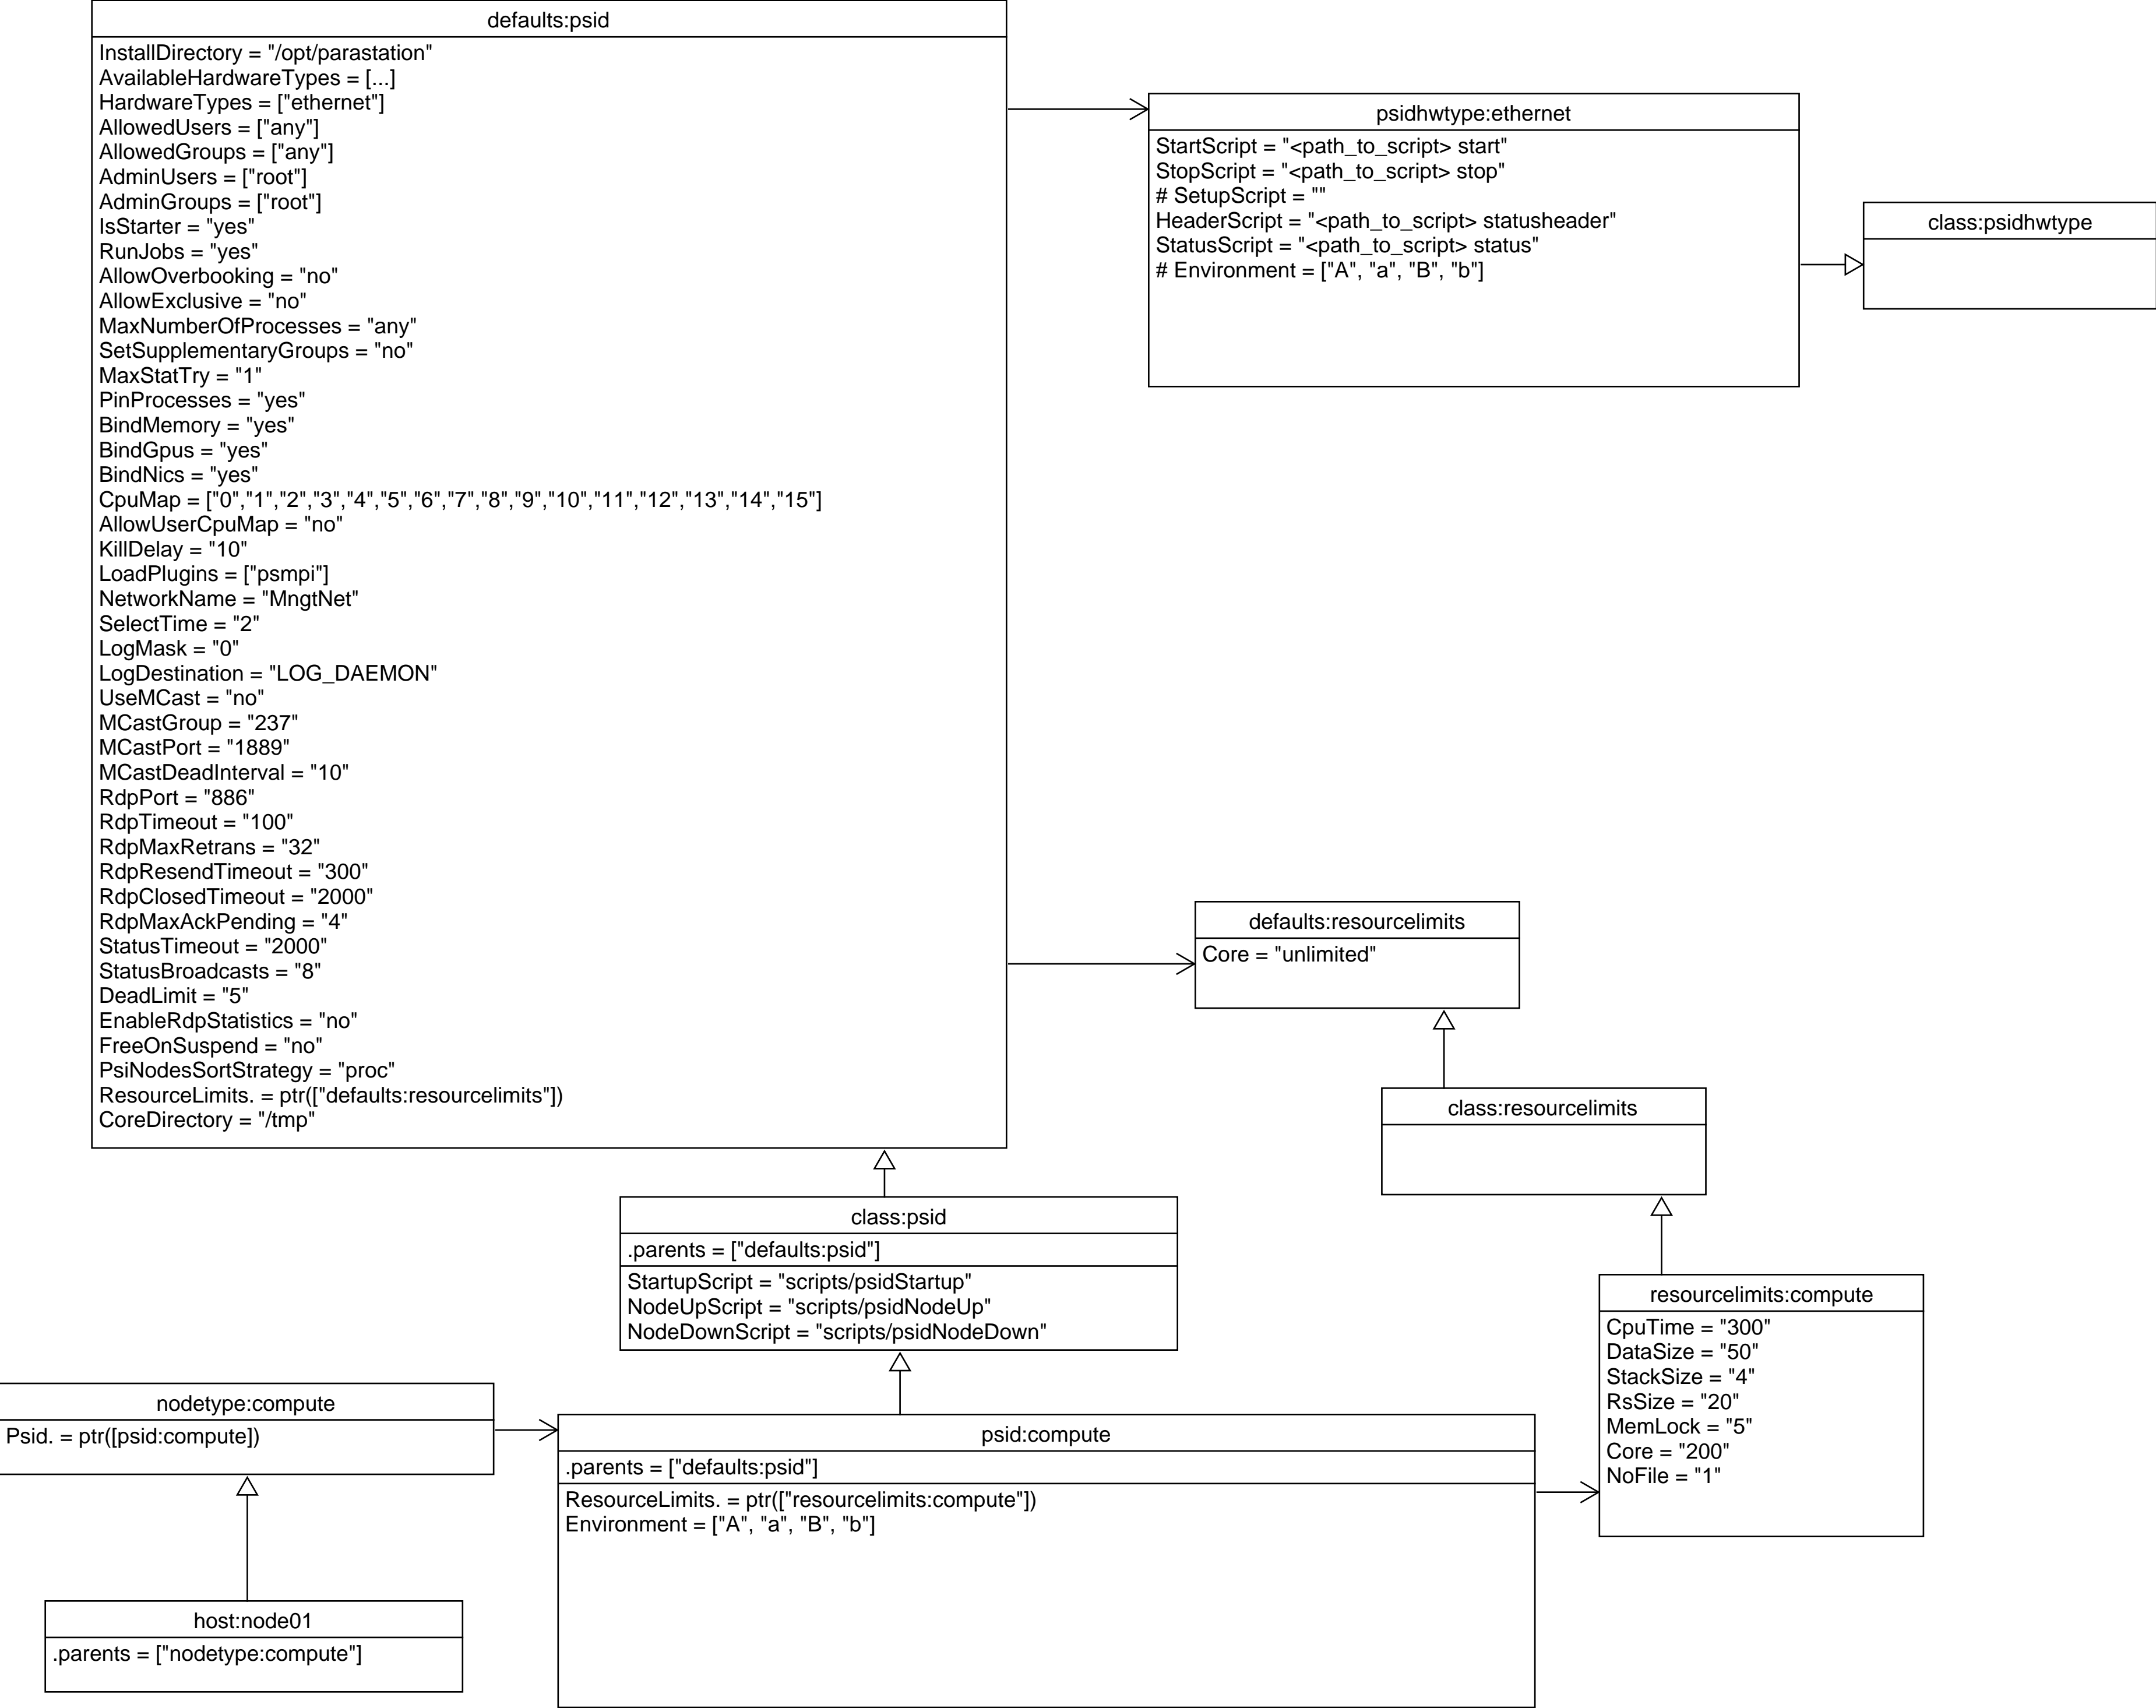 defaults:psid
InstallDirectory = "/opt/parastation"
AvailableHardwareTypes = [...]
HardwareTypes = ["ethernet"]
AllowedUsers = ["any"]
AllowedGroups = ["any"]
AdminUsers = ["root"]
AdminGroups = ["root"]
IsStarter = "yes"
RunJobs = "yes"
AllowOverbooking = "no"
AllowExclusive = "no"
MaxNumberOfProcesses = "any"
SetSupplementaryGroups = "no"
MaxStatTry = "1"
PinProcesses = "yes"
BindMemory = "yes"
BindGpus = "yes"
BindNics = "yes"
CpuMap = ["0","1","2","3","4","5","6","7","8","9","10","11","12","13","14","15"]
AllowUserCpuMap = "no"
KillDelay = "10"
LoadPlugins = ["psmpi"]
NetworkName = "MngtNet"
SelectTime = "2"
LogMask = "0"
LogDestination = "LOG_DAEMON"
UseMCast = "no"
MCastGroup = "237"
MCastPort = "1889"
MCastDeadInterval = "10"
RdpPort = "886"
RdpTimeout = "100"
RdpMaxRetrans = "32"
RdpResendTimeout = "300"
RdpClosedTimeout = "2000"
RdpMaxAckPending = "4"
StatusTimeout = "2000"
StatusBroadcasts = "8"
DeadLimit = "5"
EnableRdpStatistics = "no"
FreeOnSuspend = "no"
PsiNodesSortStrategy = "proc"
ResourceLimits. = ptr(["defaults:resourcelimits"])
CoreDirectory = "/tmp"
psidhwtype:ethernet
StartScript = "<path_to_script> start"
StopScript = "<path_to_script> stop"
# SetupScript = ""
HeaderScript = "<path_to_script> statusheader"
StatusScript = "<path_to_script> status"
# Environment = ["A", "a", "B", "b"]
class:psidhwtype
defaults:resourcelimits
Core = "unlimited"
class:resourcelimits
class:psid
.parents = ["defaults:psid"]
StartupScript = "scripts/psidStartup"
NodeUpScript = "scripts/psidNodeUp"
NodeDownScript = "scripts/psidNodeDown"
resourcelimits:compute
CpuTime = "300"
DataSize = "50"
StackSize = "4"
RsSize = "20"
MemLock = "5"
Core = "200"
NoFile = "1"
nodetype:compute
Psid. = ptr([psid:compute])
psid:compute
.parents = ["defaults:psid"]
ResourceLimits. = ptr(["resourcelimits:compute"])
Environment = ["A", "a", "B", "b"]
host:node01
.parents = ["nodetype:compute"]